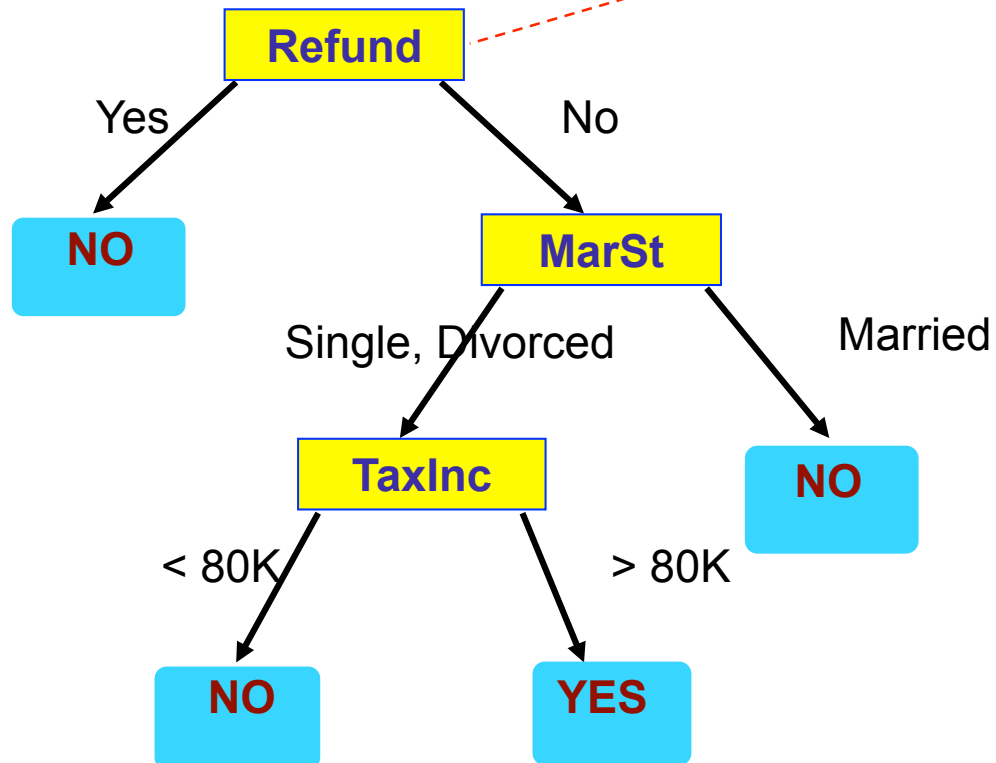 Refund
Yes
No
NO
MarSt
Single, Divorced
Married
TaxInc
NO
< 80K
> 80K
NO
YES